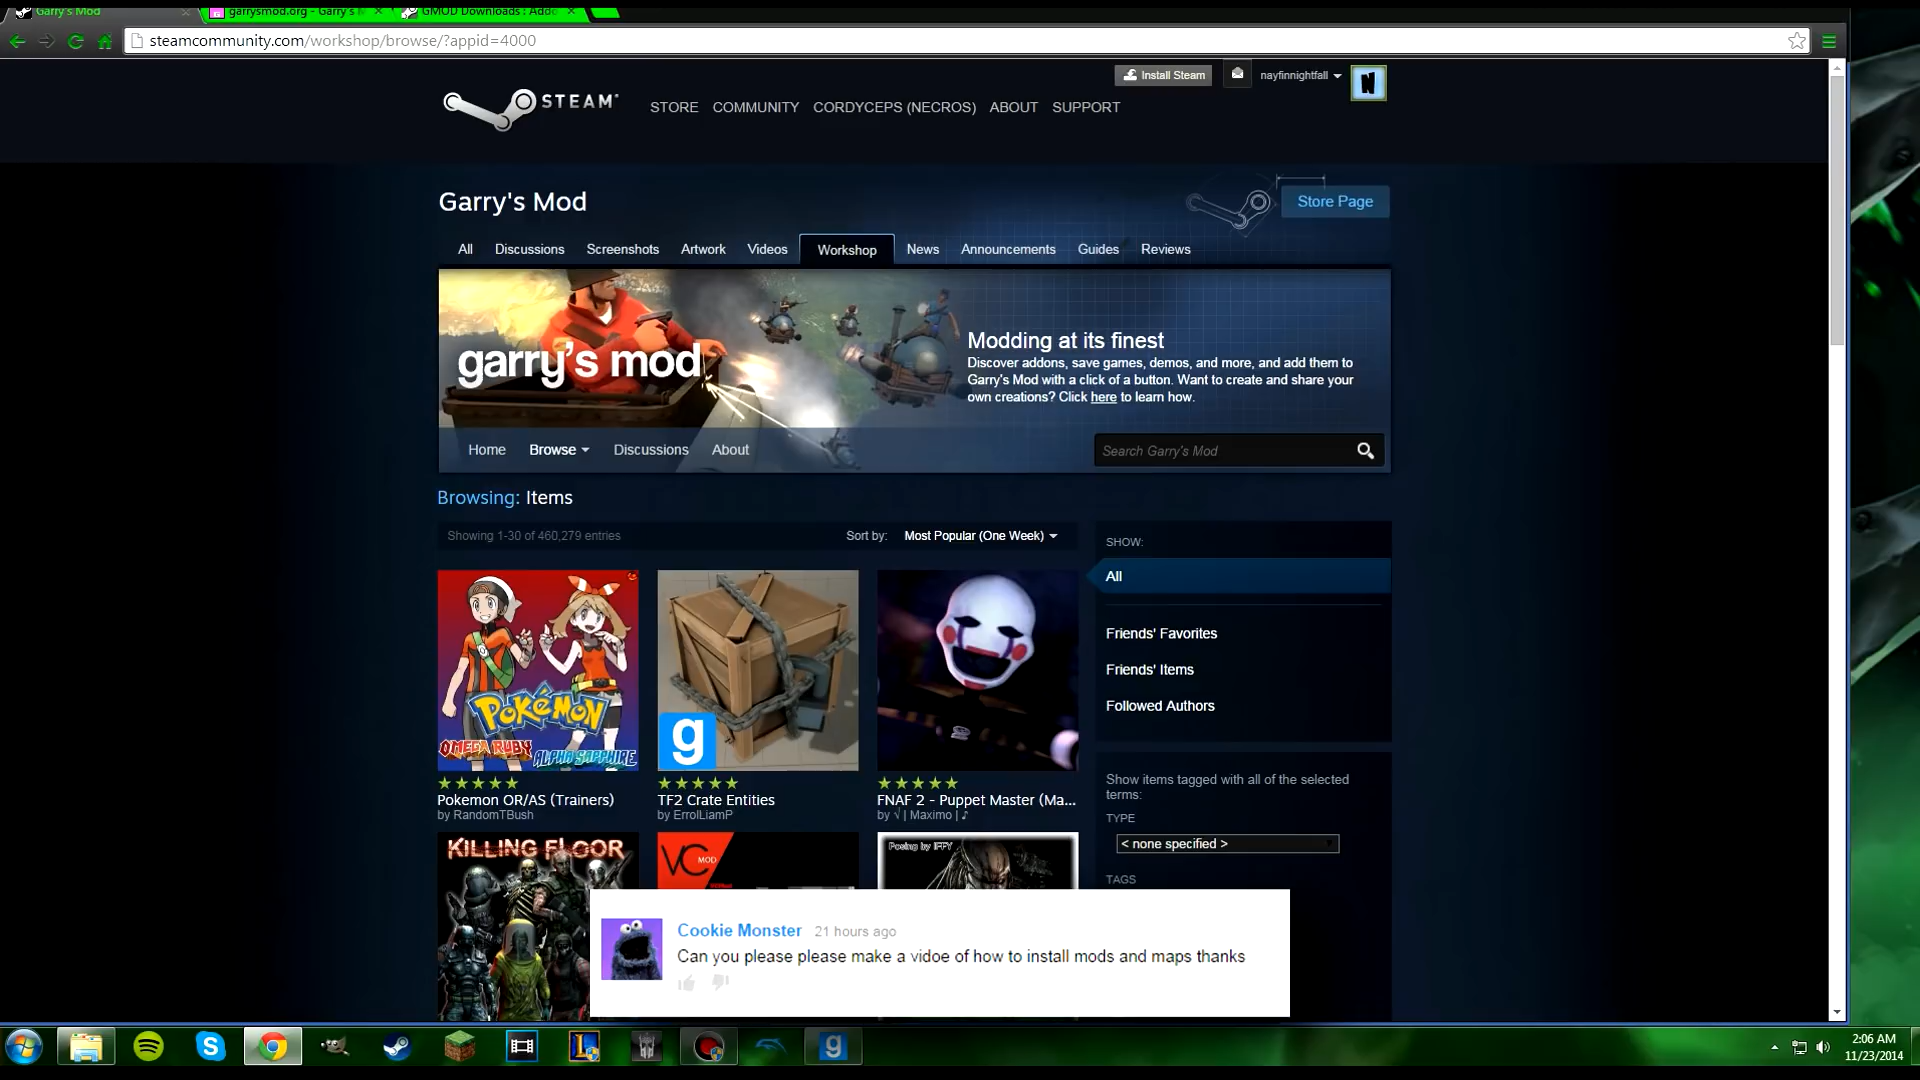 Garry's Mod
garrysmod.org - Garry's M
GMOD Downloads : Addo
steamcommunity.com/workshop/browse/?appid=4000
Install Steam
nayfinnightfall
STEAM
STORE COMMUNITY CORDYCEPS (NECROS) ABOUT SUPPORT
Garry's Mod
Store Page
All Discussions Screenshots Artwork Videos Workshop News Announcements Guides Reviews
garry's mod
Modding at its finest
Discover addons, save games, demos, and more, and add them to
Garry's Mod with a click of a button. Want to create and share your
own creations? Click here to learn how.
Home Browse Discussions About
Search Garry's Mod
Browsing: Items
Showing 1-30 of 460,279 entries
Sort by: Most Popular (One Week)
SHOW:
All
Friends' Favorites
Friends' Items
Followed Authors
POKéMON
OMEGA RUBY
ALPHA SAPPHIRE
g
Pokemon OR/AS (Trainers)
by RandomTBush
TF2 Crate Entities
by ErrolLiamP
FNAF 2 - Puppet Master (Ma...
by √ | Maximo | ♪
Show items tagged with all of the selected
terms:
TYPE
< none specified >
TAGS
KILLING FLOOR
VC MOD
Posing by IFFY
Cookie Monster 21 hours ago
Can you please please make a vidoe of how to install mods and maps thanks
2:06 AM
11/23/2014